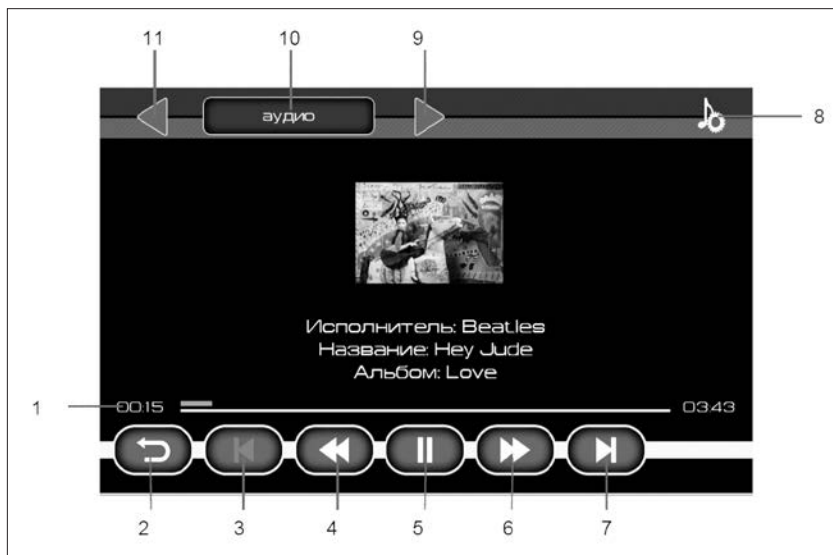 11 10 9
аудио
8
Исполнитель: Beatles
Название: Hey Jude
Альбом: Love
1 00:15 03:43
2 3 4 5 6 7